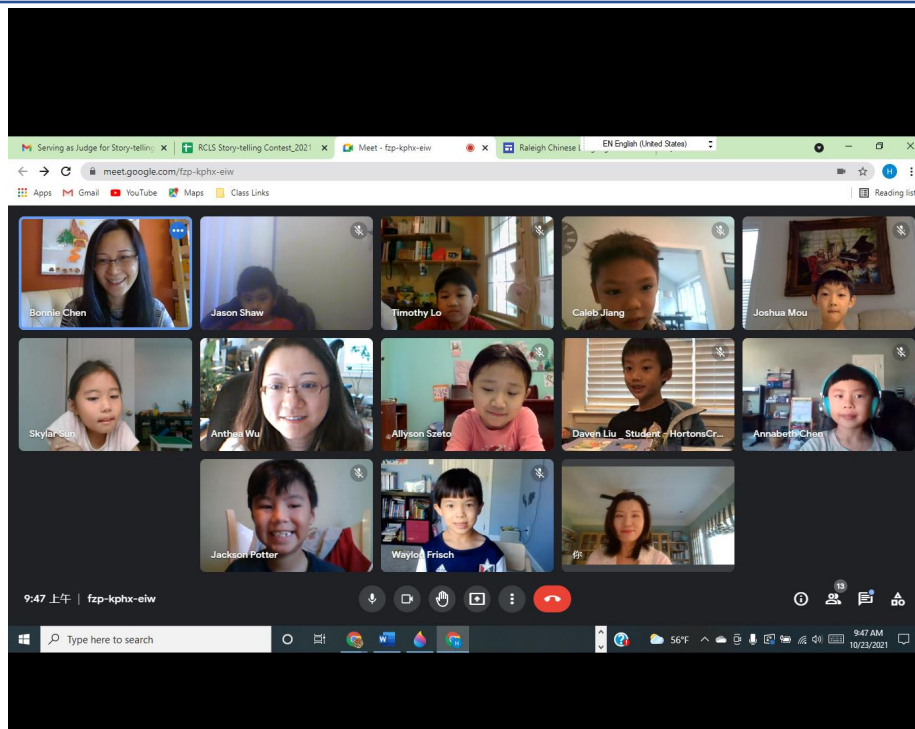 Serving as Judge for Story-telling
RCLS Story-telling Contest_2021
Meet - fzp-kphx-eiw
Raleigh Chinese L
EN English (United States)
meet.google.com/fzp-kphx-eiw
Apps Gmail YouTube Maps Class Links
Reading list
H
Bonnie Chen
Jason Shaw
Timothy Lo
Caleb Jiang
Joshua Mou
Skylar Sun
Anthea Wu
Allyson Szeto
Daven Liu Student - HortonsCr...
Annabeth Chen
Jackson Potter
Waylon Frisch
你
9:47 上午 | fzp-kphx-eiw
13
Type here to search
56°F
9:47 AM
10/23/2021